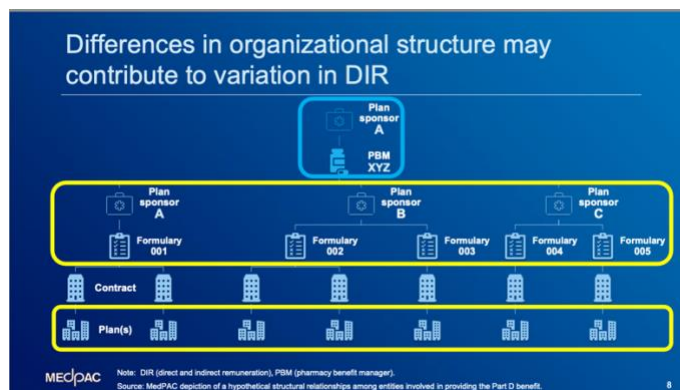 Differences in organizational structure may
contribute to variation in DIR
Plan
sponsor
A
PBM
XYZ
Plan
sponsor
A
Plan
sponsor
B
Plan
sponsor
C
Formulary
001
Formulary
002
Formulary
003
Formulary
004
Formulary
005
Contract
Plan(s)
MEDPAC
Note: DIR (direct and indirect remuneration), PBM (pharmacy benefit manager).
Source: MedPAC depiction of a hypothetical structural relationships among entities involved in providing the Part D benefit.
8